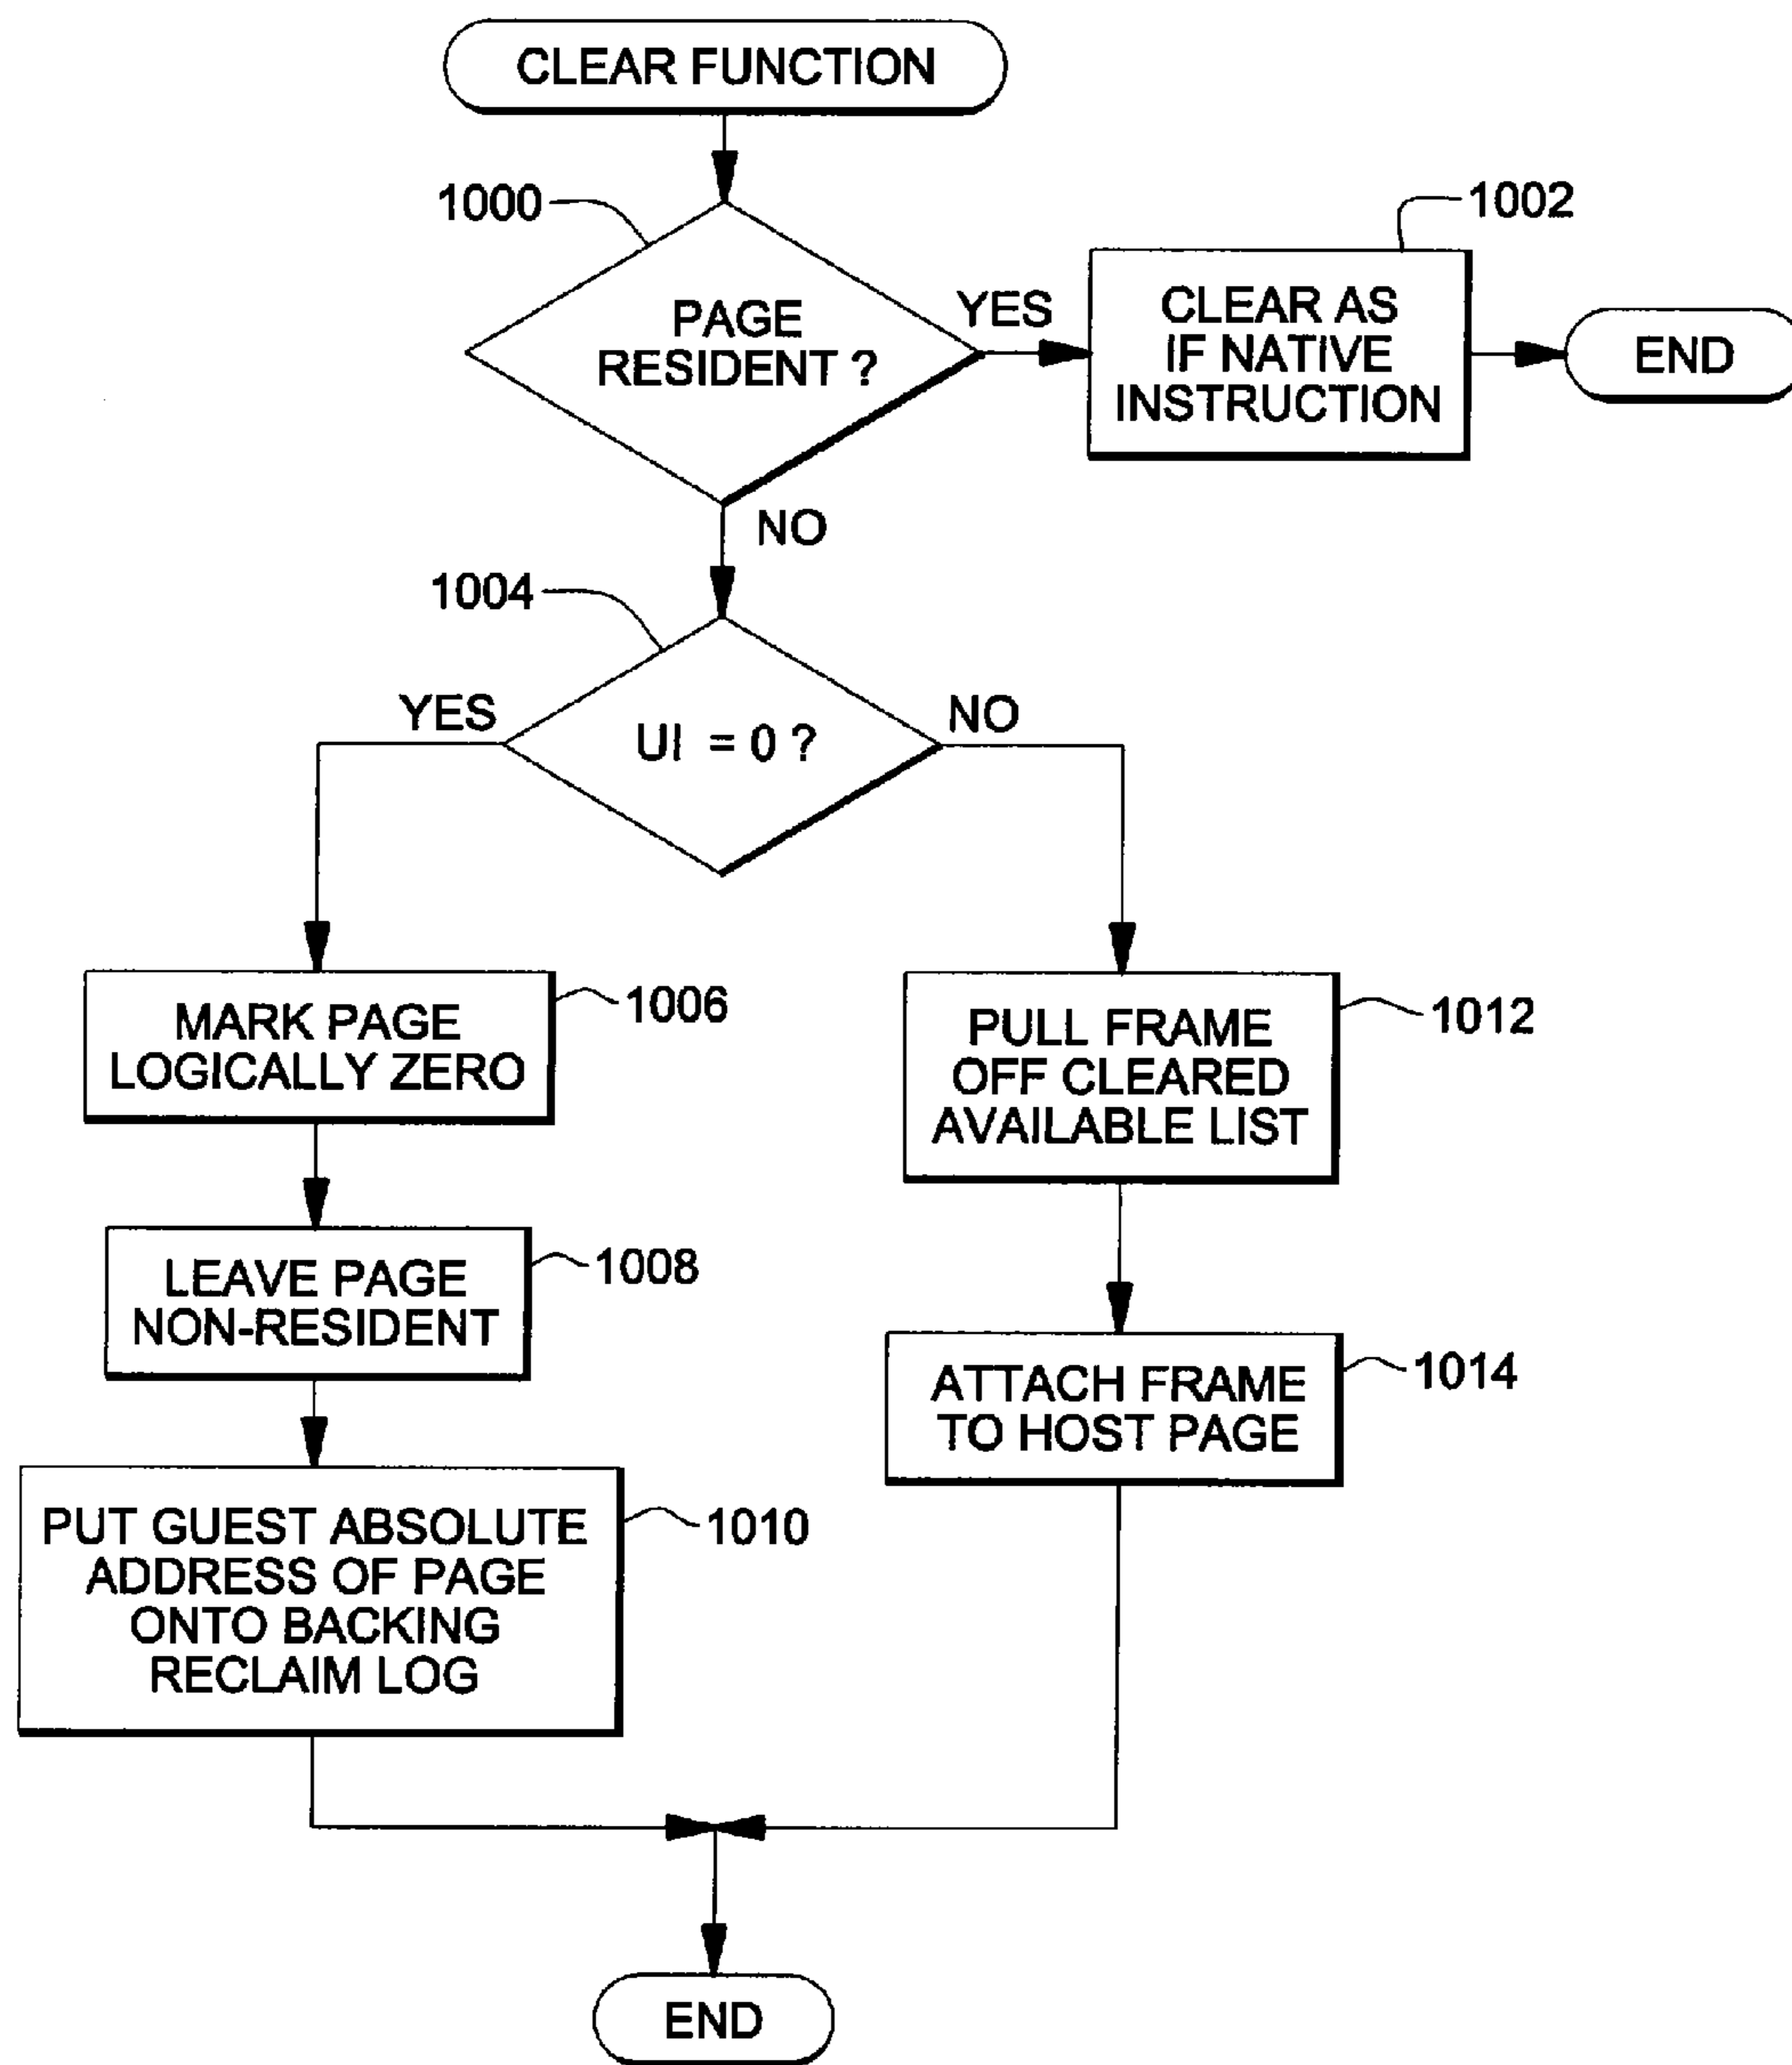 CLEAR FUNCTION
1000
PAGE
RESIDENT ?
YES
1002
CLEAR AS
IF NATIVE
INSTRUCTION
END
NO
1004
UI = 0 ?
YES
NO
MARK PAGE
LOGICALLY ZERO
1006
LEAVE PAGE
NON-RESIDENT
1008
PUT GUEST ABSOLUTE
ADDRESS OF PAGE
ONTO BACKING
RECLAIM LOG
1010
PULL FRAME
OFF CLEARED
AVAILABLE LIST
1012
ATTACH FRAME
TO HOST PAGE
1014
END